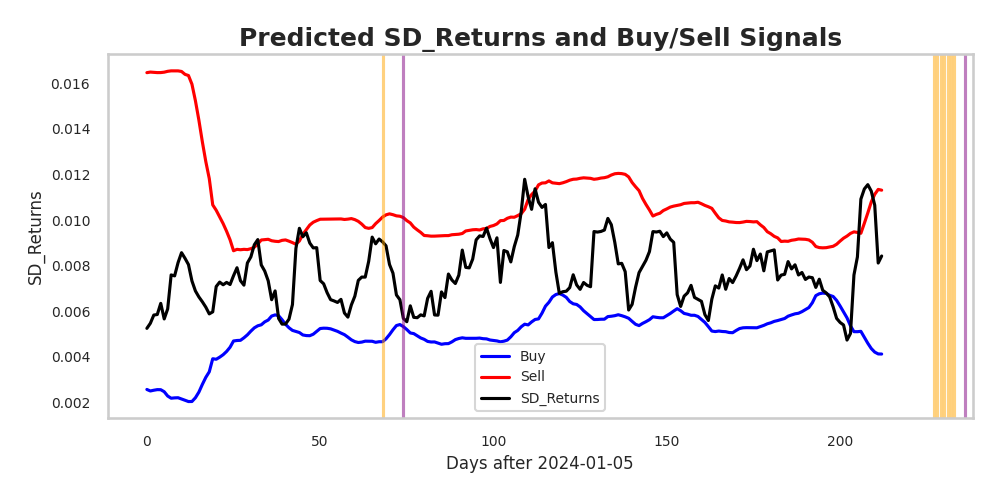 Predicted SD_Returns and Buy/Sell Signals
SD_Returns
0.016
0.014
0.012
0.010
0.008
0.006
0.004
0.002
Buy
Sell
SD_Returns
0 50 100 150 200
Days after 2024-01-05